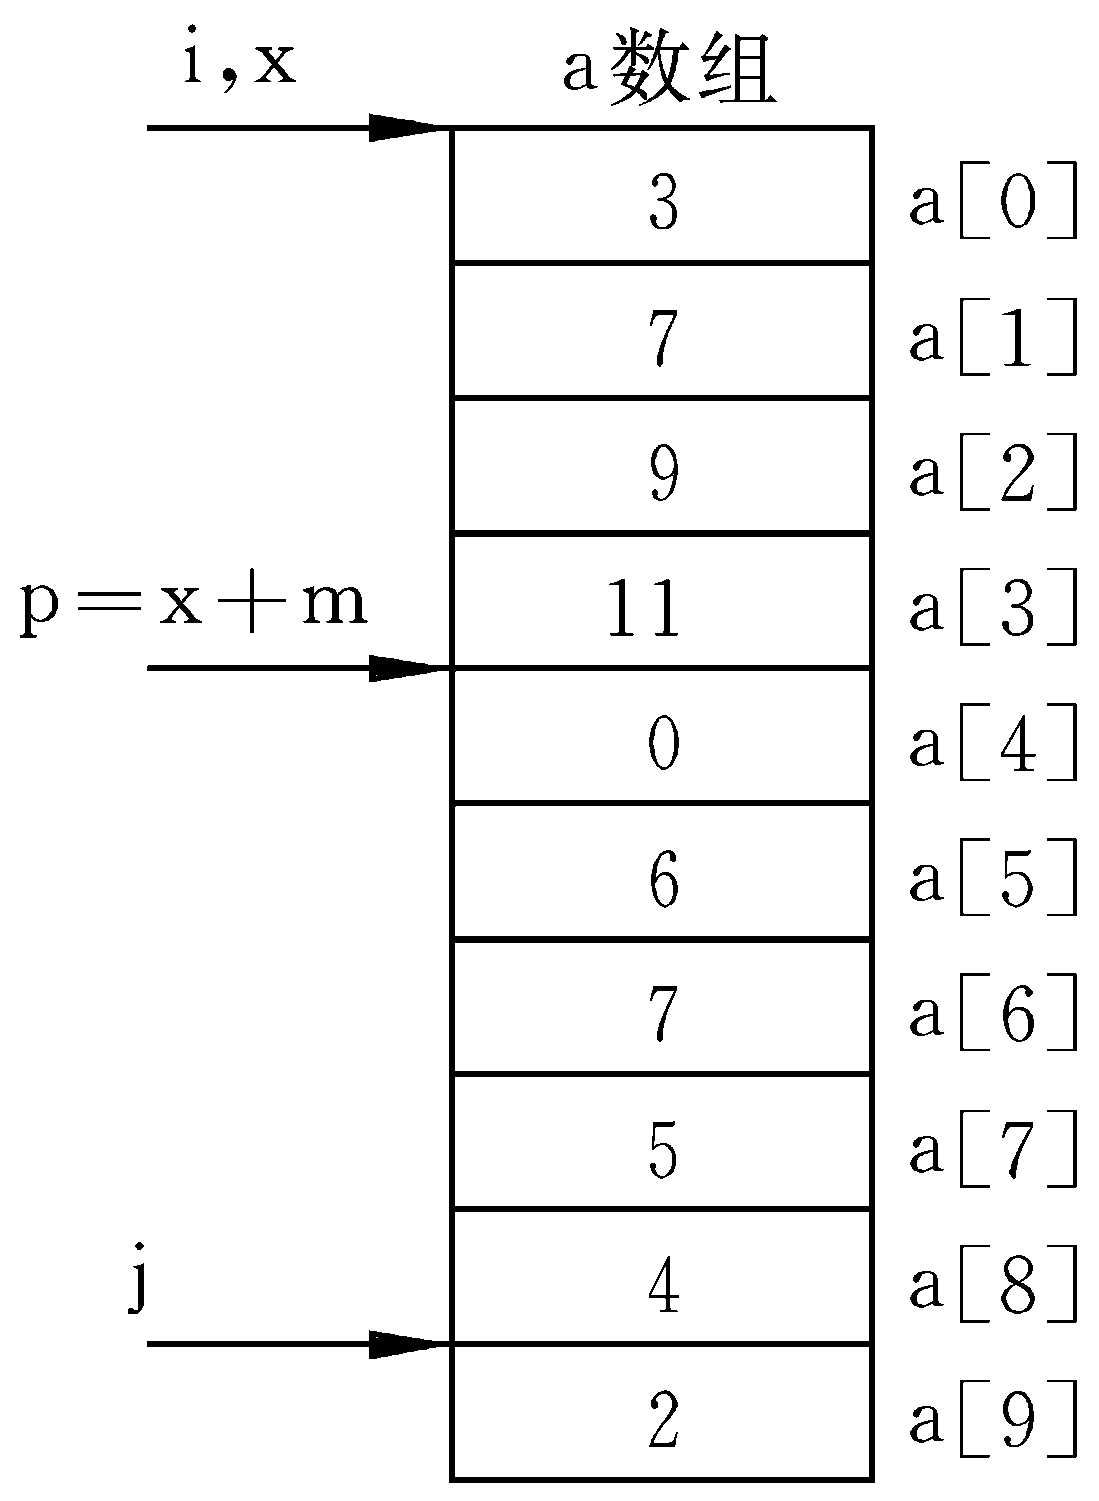 i,x a数组
3 a[0]
7 a[1]
9 a[2]
p=x+m 11 a[3]
0 a[4]
6 a[5]
7 a[6]
5 a[7]
j 4 a[8]
2 a[9]